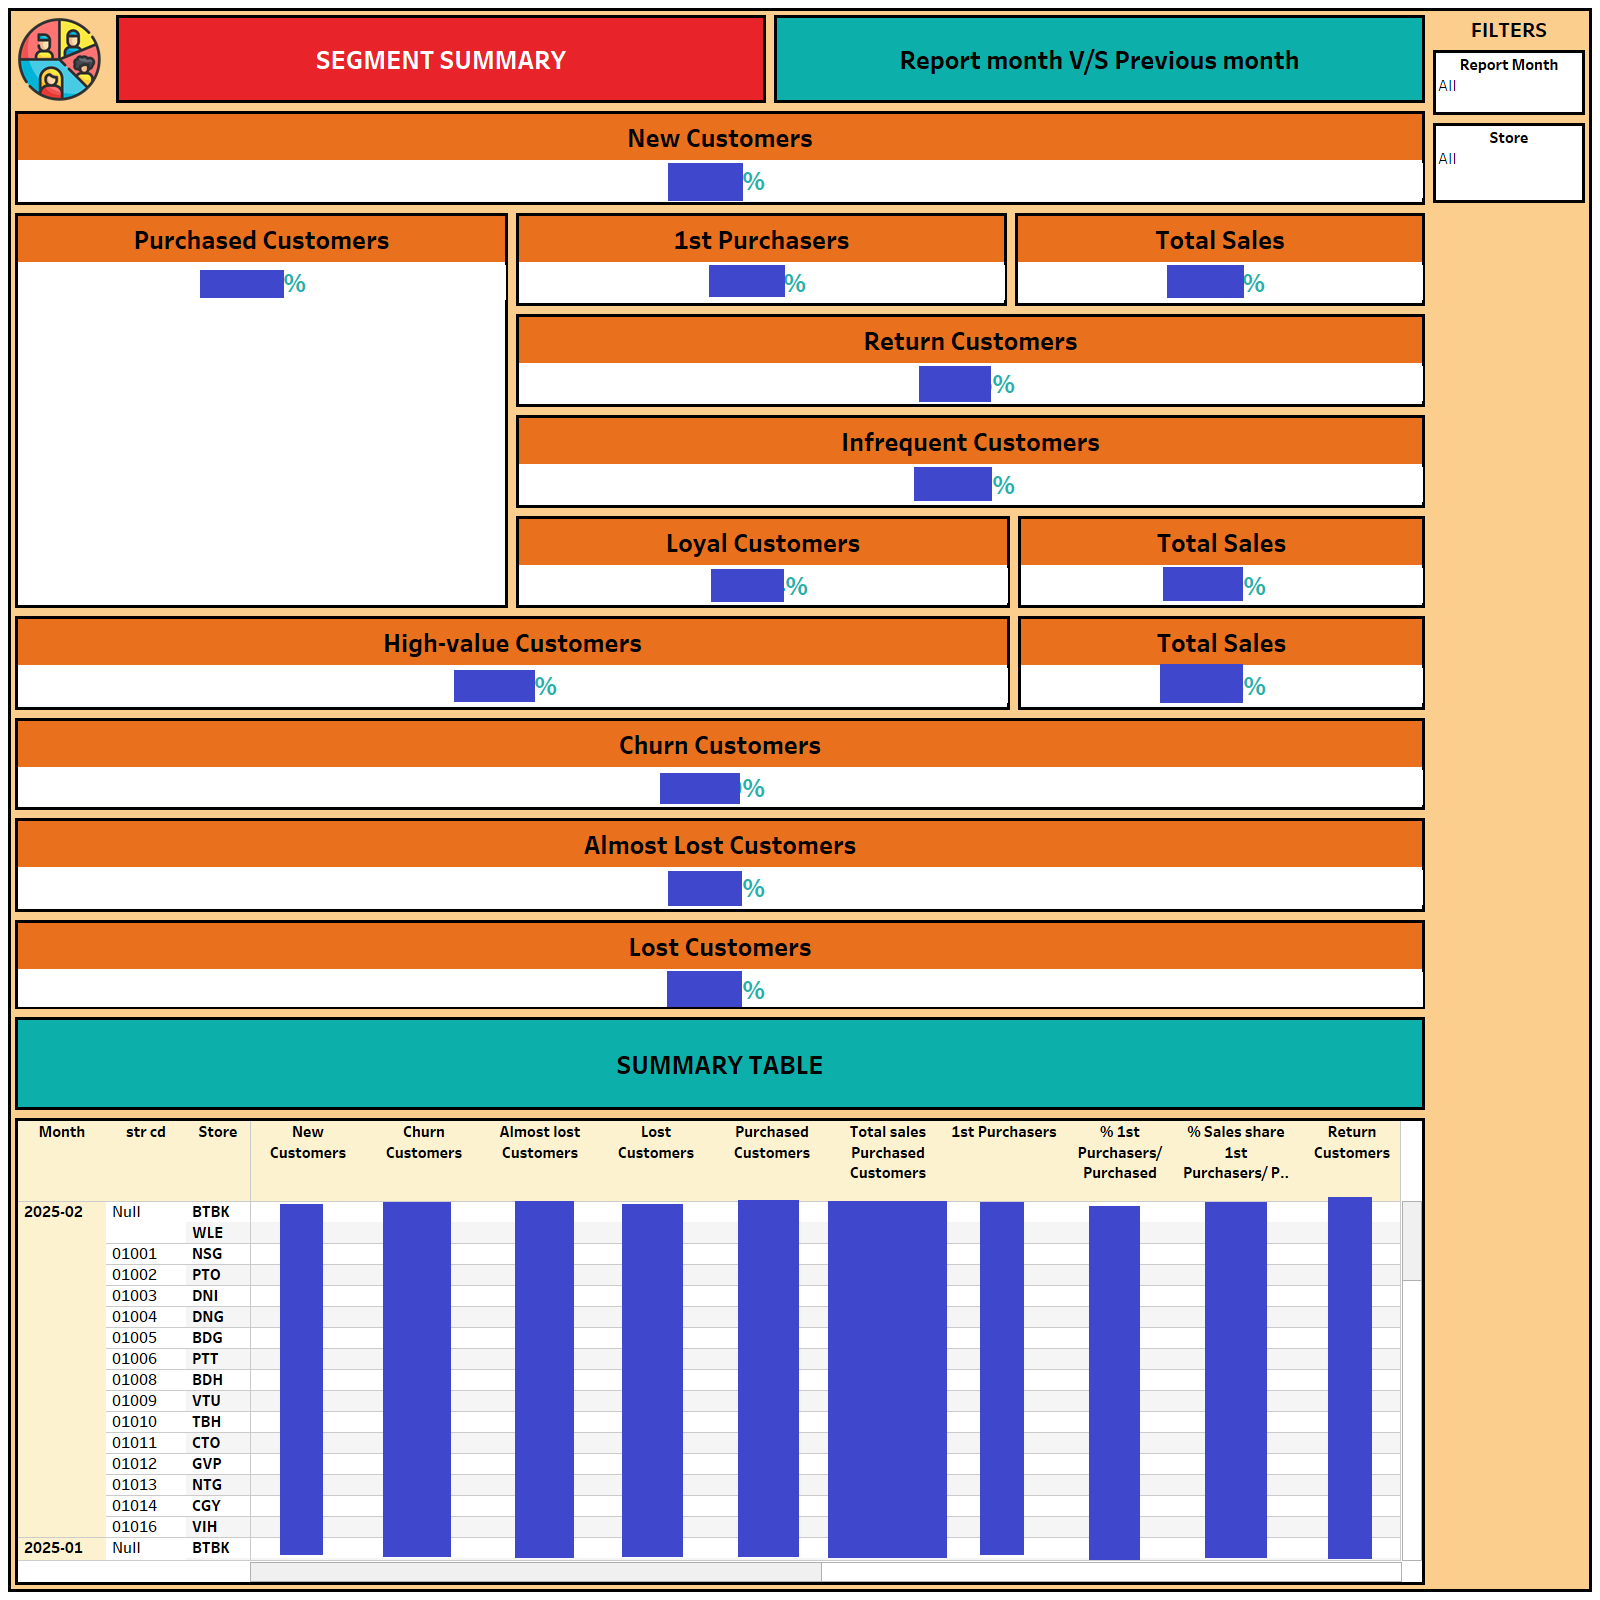 SEGMENT SUMMARY
Report month V/S Previous month
FILTERS
Report Month
All
Store
All
New Customers
%
Purchased Customers
%
1st Purchasers
%
Total Sales
%
Return Customers
%
Infrequent Customers
%
Loyal Customers
%
Total Sales
%
High-value Customers
%
Total Sales
%
Churn Customers
%
Almost Lost Customers
%
Lost Customers
%
SUMMARY TABLE
Month str cd Store New Customers Churn Customers Almost lost Customers Lost Customers Purchased Customers Total sales Purchased Customers 1st Purchasers % 1st Purchasers/ Purchased % Sales share 1st Purchasers/ P.. Return Customers
2025-02 Null BTBK
WLE
01001 NSG
01002 PTO
01003 DNI
01004 DNG
01005 BDG
01006 PTT
01008 BDH
01009 VTU
01010 TBH
01011 CTO
01012 GVP
01013 NTG
01014 CGY
01016 VIH
2025-01 Null BTBK